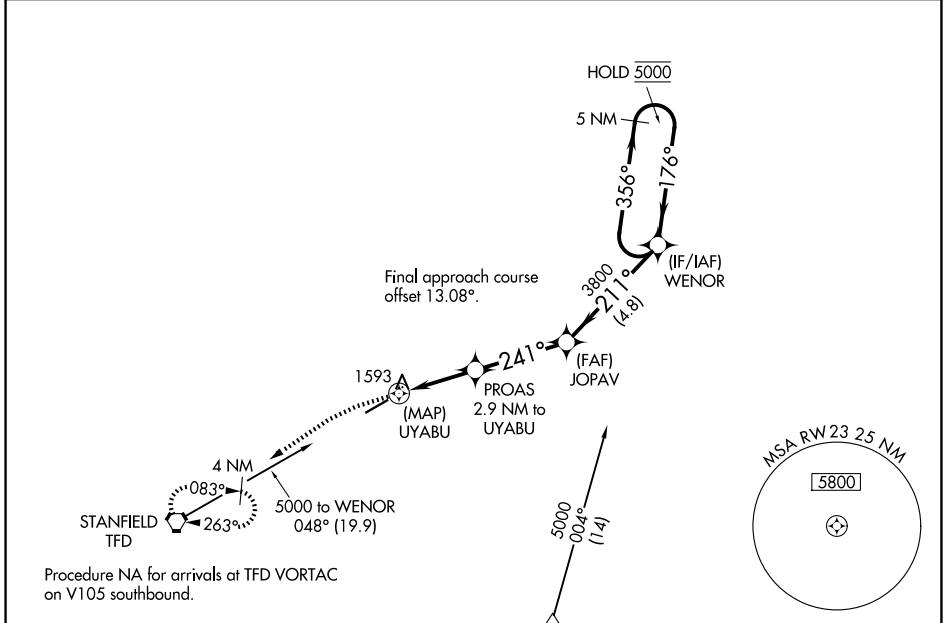 HOLD 5000
5 NM
356°
176°
(IF/IAF)
WENOR
3800
211°
(4.8)
Final approach course
offset 13.08°.
241°
(FAF)
JOPAV
1593
(MAP)
UYABU
PROAS
2.9 NM to
UYABU
4 NM
083°
263°
STANFIELD
TFD
5000 to WENOR
048° (19.9)
5000
004°
(14)
MSA RW23 25 NM
5800
Procedure NA for arrivals at TFD VORTAC
on V105 southbound.